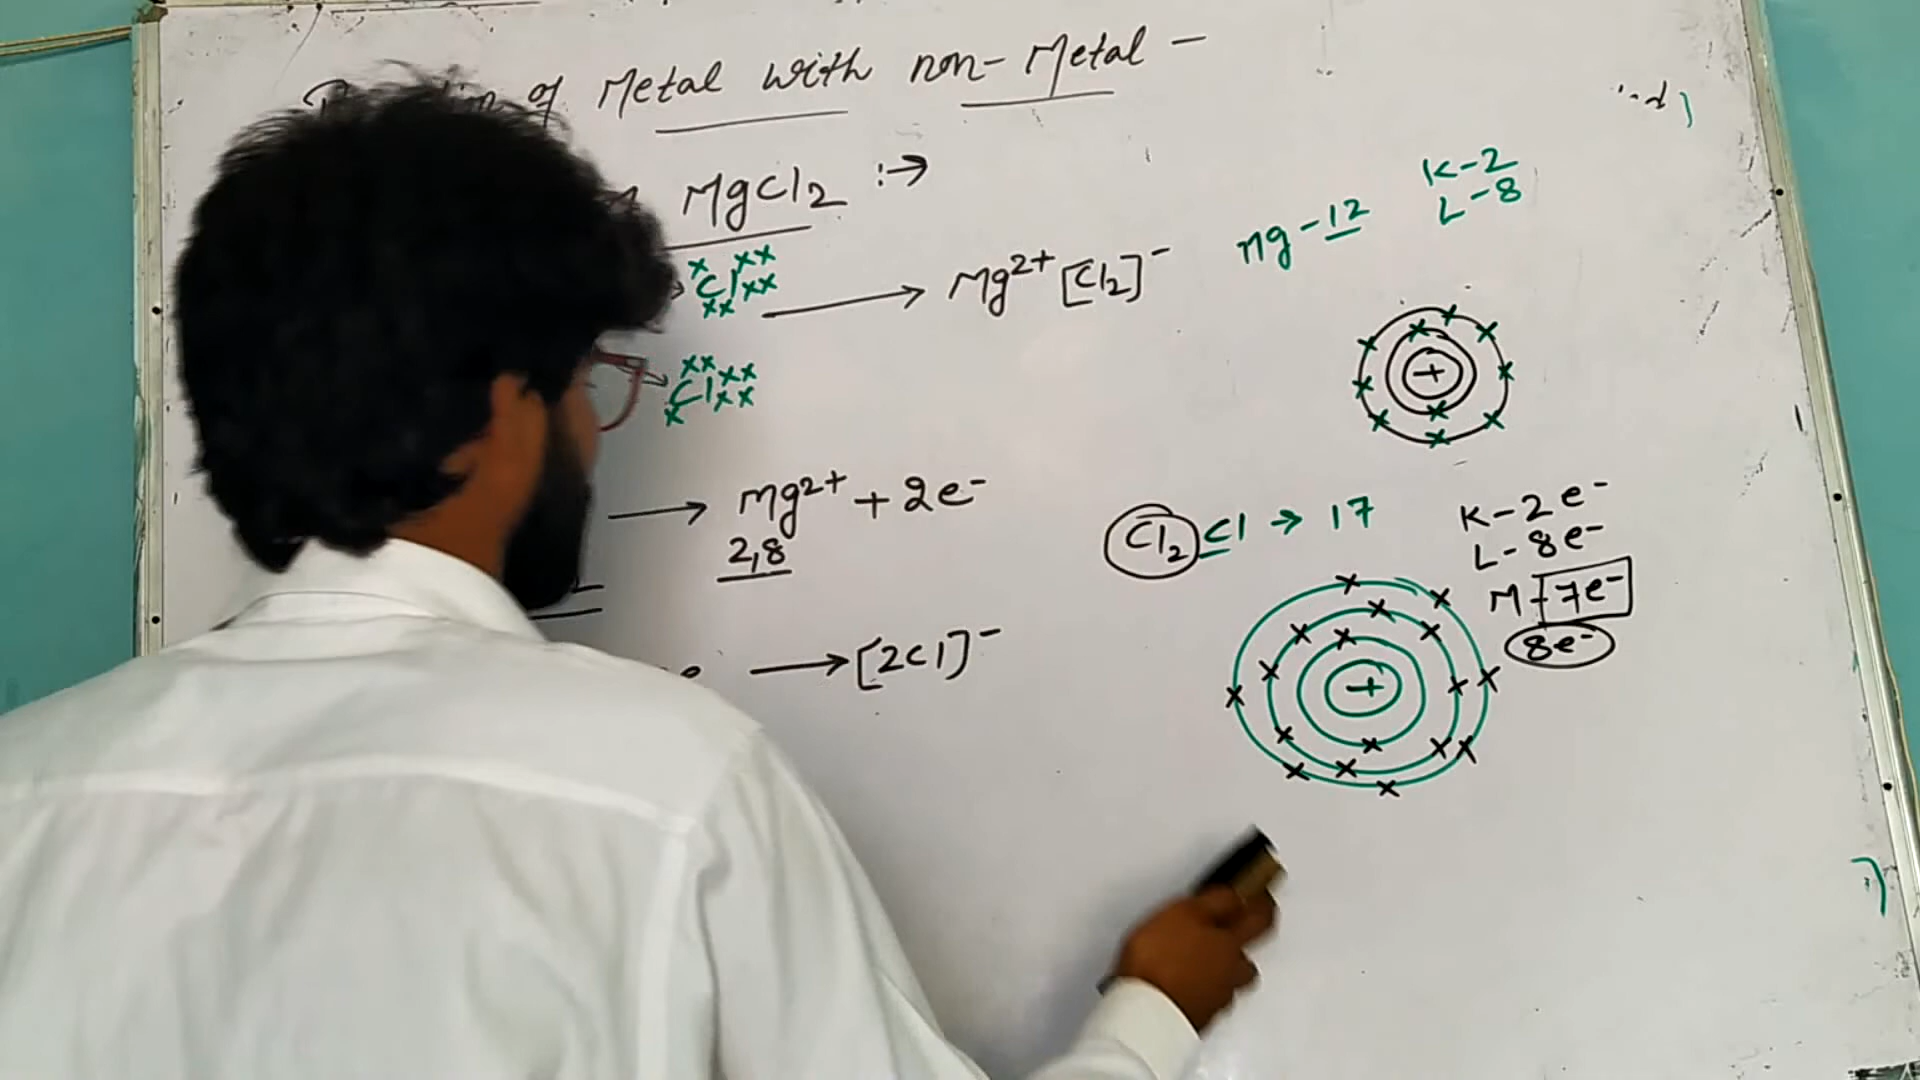 of Metal with non-Metal -
MgCl2 :→
Cl → Mg2+ [Cl2]-
Cl
→ Mg2+ + 2e-
2,8
→ [2Cl]-
Mg - 12
K - 2
L - 8
+
Cl2 Cl → 17
K - 2e-
L - 8e-
M - 7e-
8e-
+